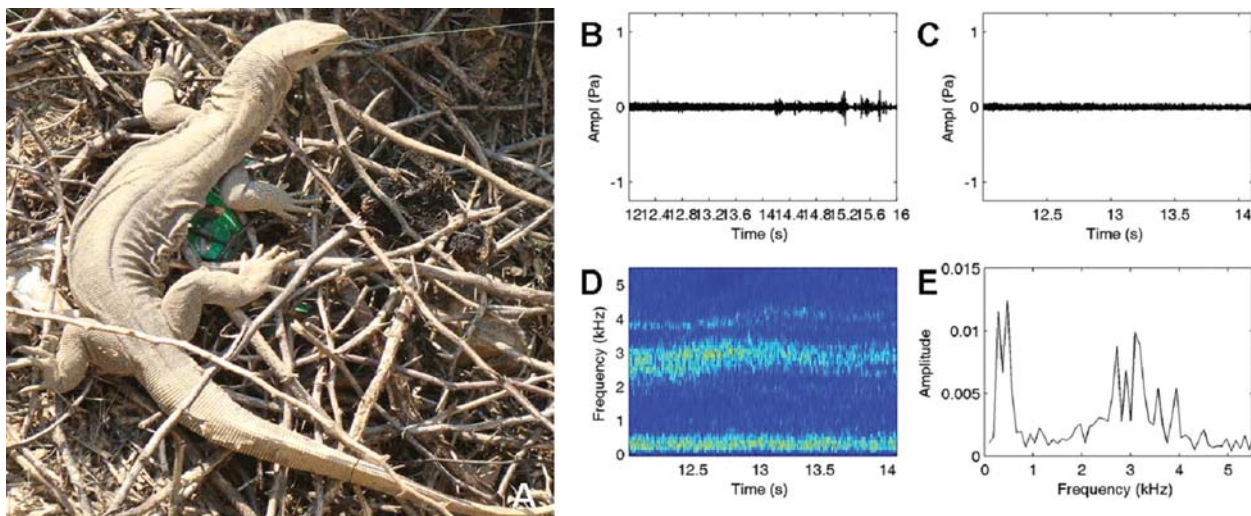 A
B
Ampl (Pa)
1
0
-1
12 12.4 12.8 13.2 13.6 14 14.4 14.8 15.2 15.6 16
Time (s)
C
Ampl (Pa)
1
0
-1
12.5 13 13.5 14
Time (s)
D
Frequency (kHz)
5
4
3
2
1
0
12.5 13 13.5 14
Time (s)
E
Amplitude
0.015
0.01
0.005
0
0 1 2 3 4 5
Frequency (kHz)